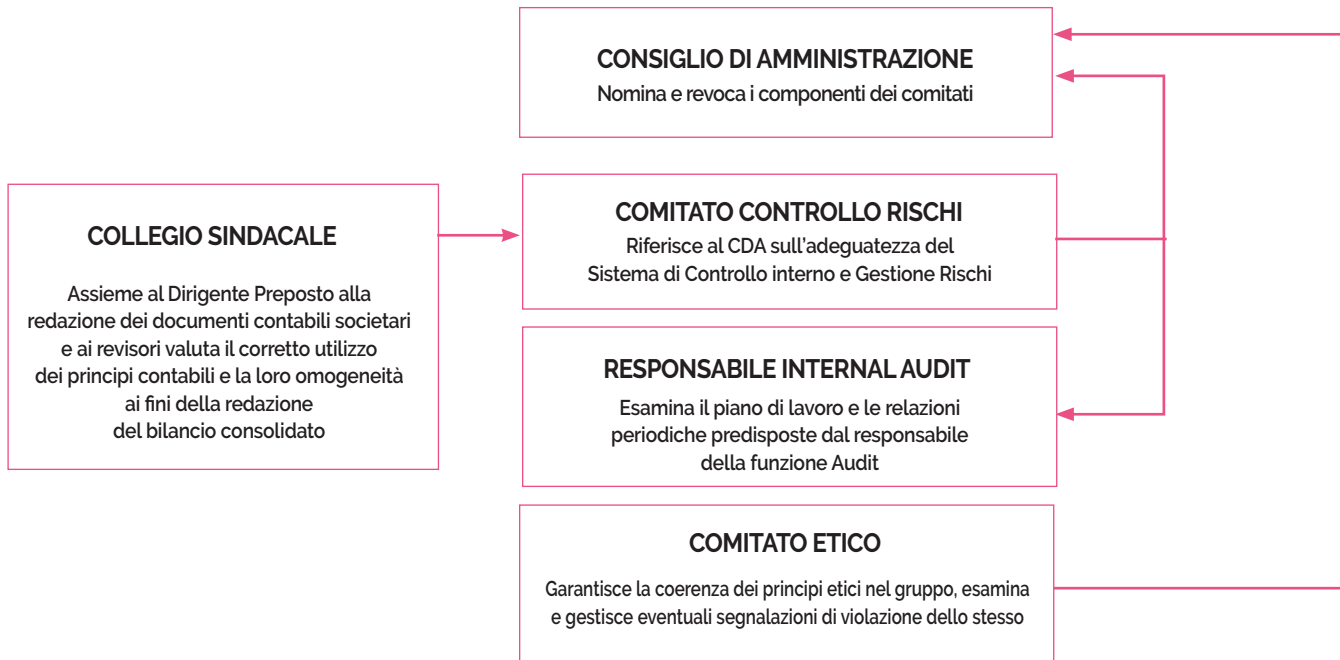 CONSIGLIO DI AMMINISTRAZIONE
Nomina e revoca i componenti dei comitati
COLLEGIO SINDACALE
Assieme al Dirigente Preposto alla
redazione dei documenti contabili societari
e ai revisori valuta il corretto utilizzo
dei principi contabili e la loro omogeneità
ai fini della redazione
del bilancio consolidato
COMITATO CONTROLLO RISCHI
Riferisce al CDA sull’adeguatezza del
Sistema di Controllo interno e Gestione Rischi
RESPONSABILE INTERNAL AUDIT
Esamina il piano di lavoro e le relazioni
periodiche predisposte dal responsabile
della funzione Audit
COMITATO ETICO
Garantisce la coerenza dei principi etici nel gruppo, esamina
e gestisce eventuali segnalazioni di violazione dello stesso